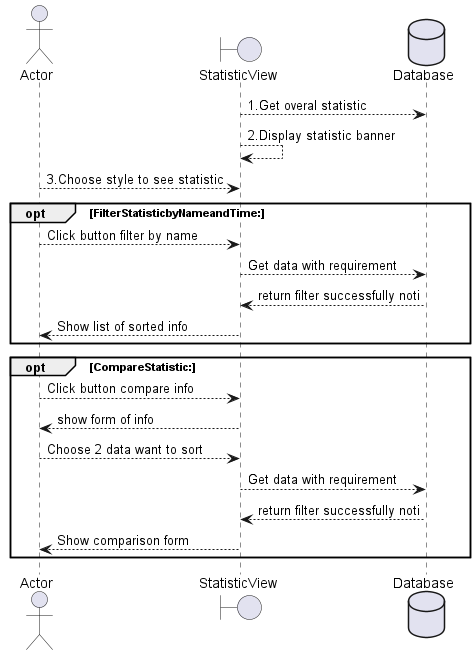 Actor StatisticView Database
1.Get overal statistic
2.Display statistic banner
3.Choose style to see statistic
opt [FilterStatisticbyNameandTime:]
Click button filter by name
Get data with requirement
return filter successfully noti
Show list of sorted info
opt [CompareStatistic:]
Click button compare info
show form of info
Choose 2 data want to sort
Get data with requirement
return filter successfully noti
Show comparison form
Actor StatisticView Database